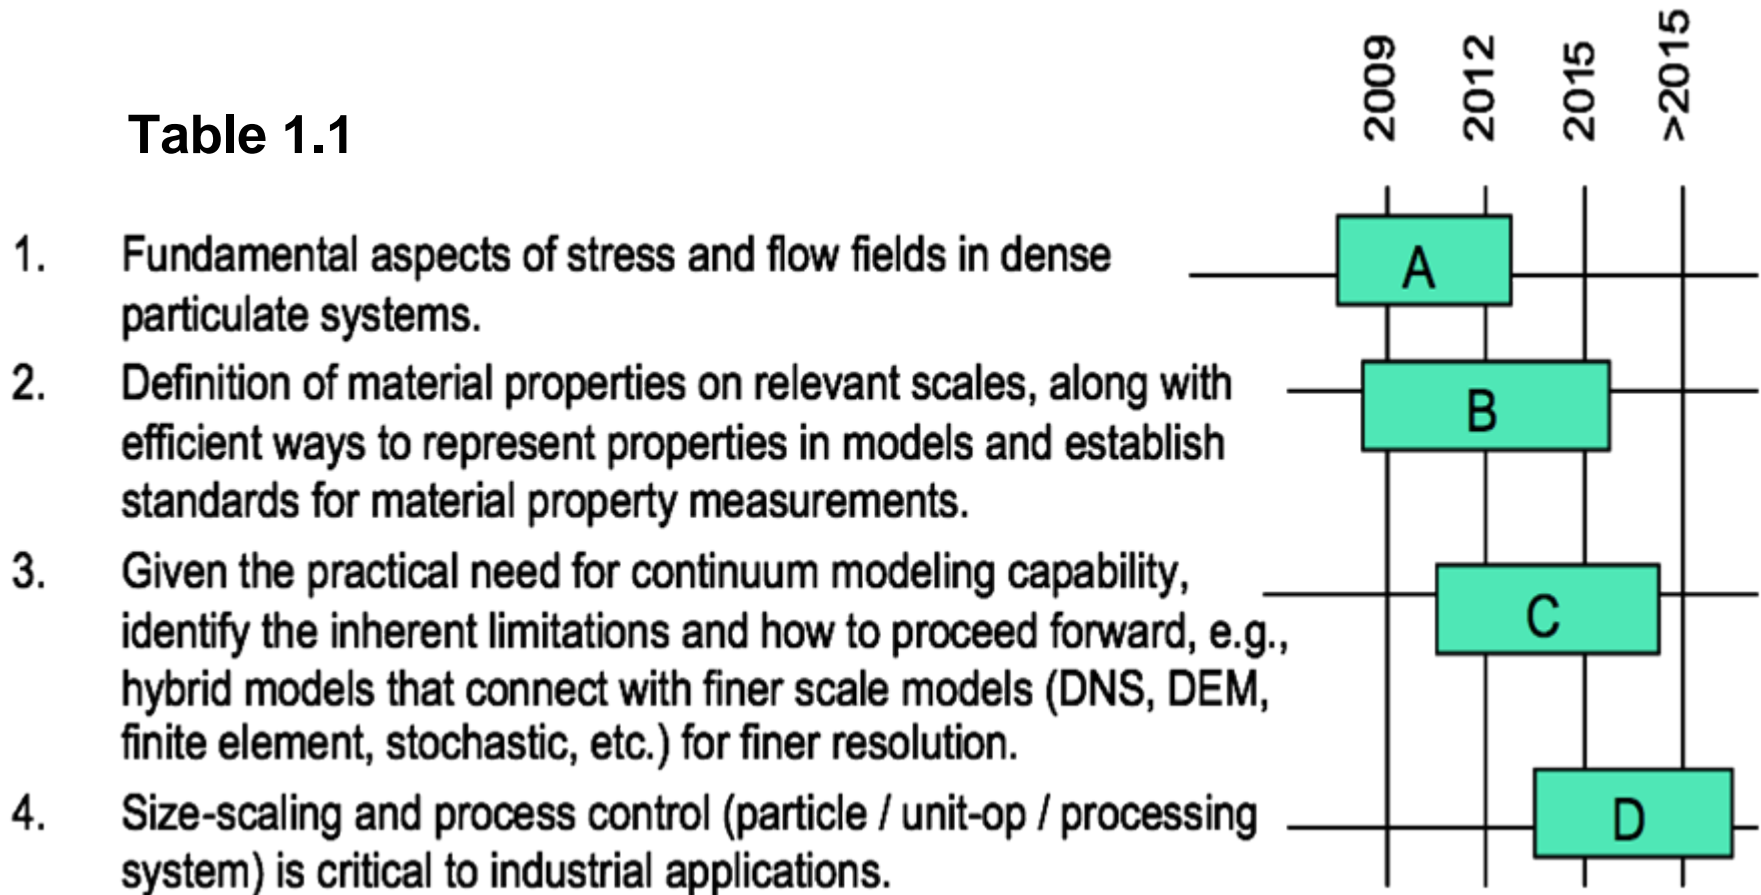 2009
2012
2015
>2015
Table 1.1
1. Fundamental aspects of stress and flow fields in dense
particulate systems.
A
2. Definition of material properties on relevant scales, along with
efficient ways to represent properties in models and establish
standards for material property measurements.
B
3. Given the practical need for continuum modeling capability,
identify the inherent limitations and how to proceed forward, e.g.,
hybrid models that connect with finer scale models (DNS, DEM,
finite element, stochastic, etc.) for finer resolution.
C
4. Size-scaling and process control (particle / unit-op / processing
system) is critical to industrial applications.
D